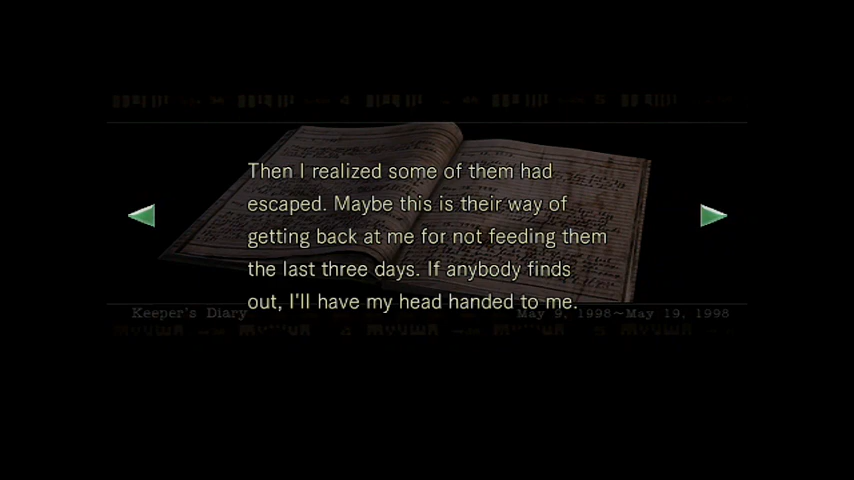 Then I realized some of them had
escaped. Maybe this is their way of
getting back at me for not feeding them
the last three days. If anybody finds
out, I'll have my head handed to me.
Keeper's Diary May 9, 1998~May 19, 1998